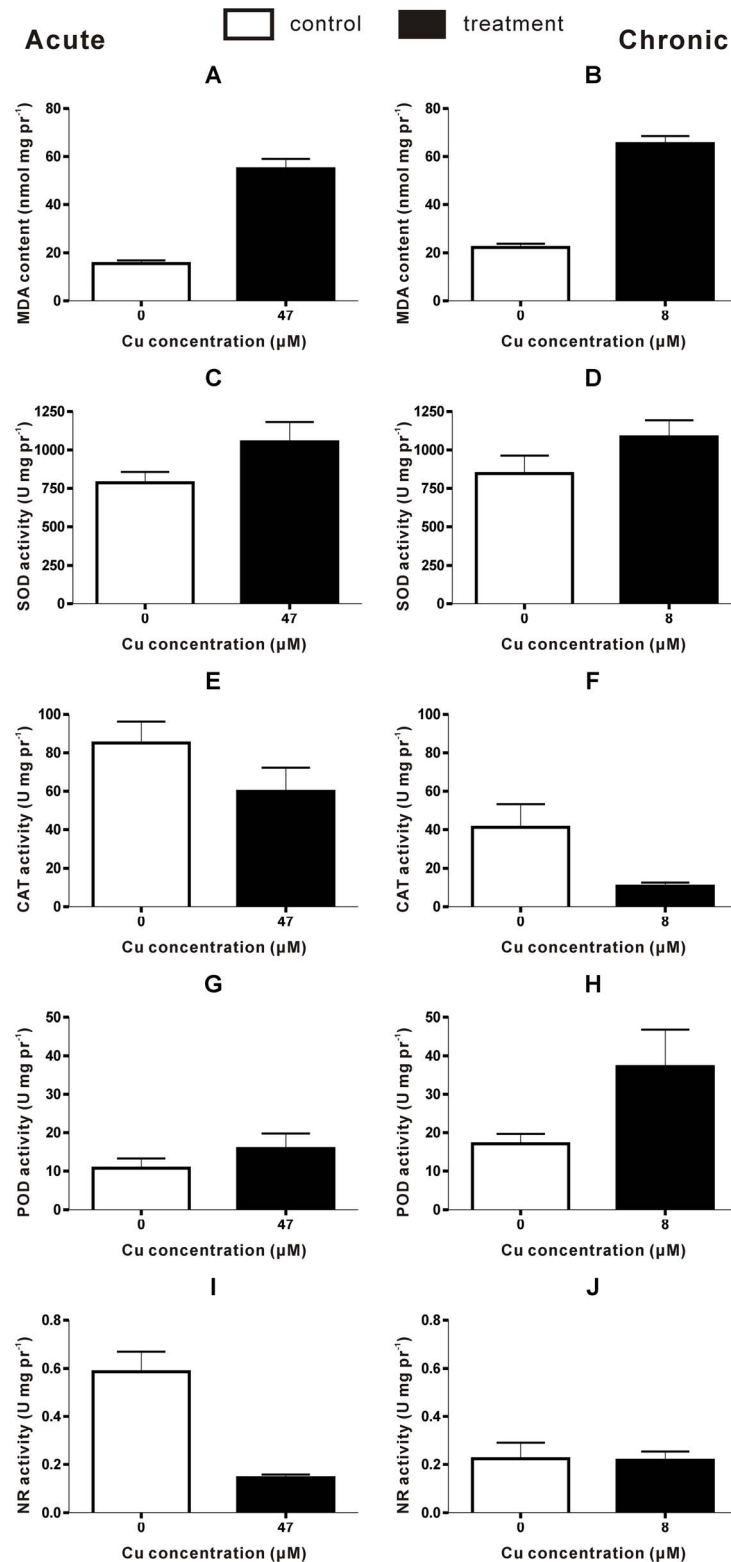 control treatment
Acute Chronic
A
MDA content (nmol mg pr⁻¹)
80
60
40
20
0
0 47
Cu concentration (µM)
B
MDA content (nmol mg pr⁻¹)
80
60
40
20
0
0 8
Cu concentration (µM)
C
SOD activity (U mg pr⁻¹)
1250
1000
750
500
250
0
0 47
Cu concentration (µM)
D
SOD activity (U mg pr⁻¹)
1250
1000
750
500
250
0
0 8
Cu concentration (µM)
E
CAT activity (U mg pr⁻¹)
100
80
60
40
20
0
0 47
Cu concentration (µM)
F
CAT activity (U mg pr⁻¹)
100
80
60
40
20
0
0 8
Cu concentration (µM)
G
POD activity (U mg pr⁻¹)
50
40
30
20
10
0
0 47
Cu concentration (µM)
H
POD activity (U mg pr⁻¹)
50
40
30
20
10
0
0 8
Cu concentration (µM)
I
NR activity (U mg pr⁻¹)
0.8
0.6
0.4
0.2
0.0
0 47
Cu concentration (µM)
J
NR activity (U mg pr⁻¹)
0.8
0.6
0.4
0.2
0.0
0 8
Cu concentration (µM)